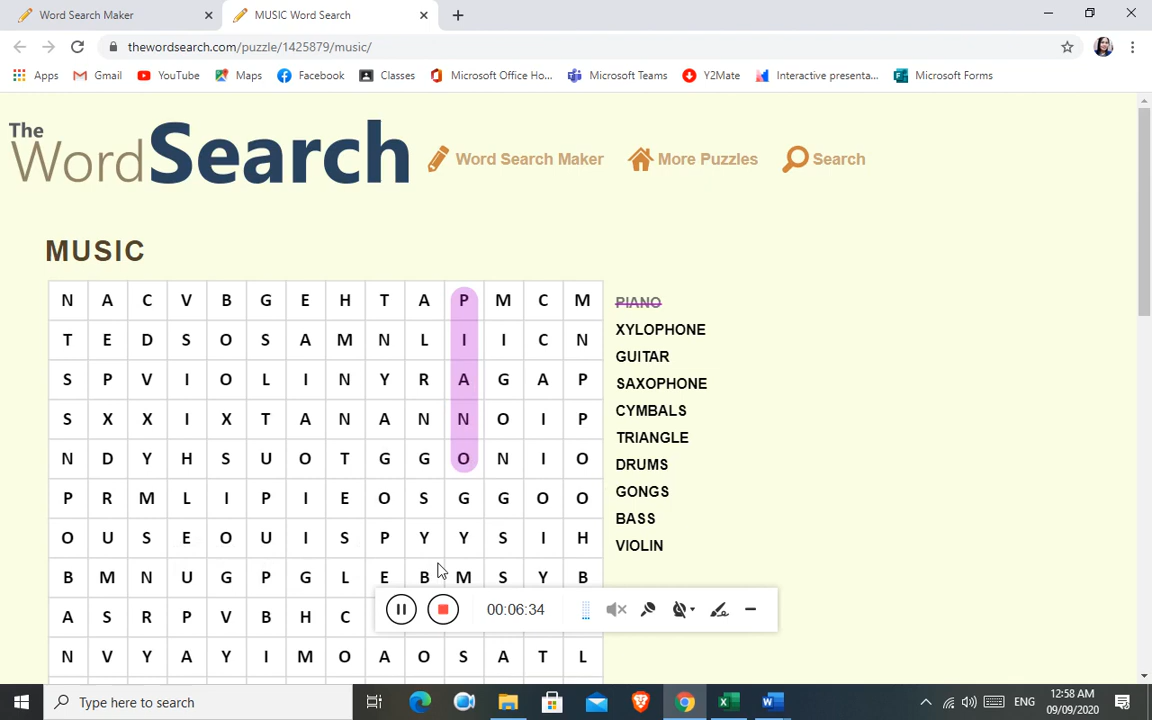 Word Search Maker
MUSIC Word Search
thewordsearch.com/puzzle/1425879/music/
Apps Gmail YouTube Maps Facebook Classes Microsoft Office Ho... Microsoft Teams Y2Mate Interactive presenta... Microsoft Forms
The
WordSearch
Word Search Maker More Puzzles Search
MUSIC
N A C V B G E H T A P M C M
T E D S O S A M N L I I C N
S P V I O L I N Y R A G A P
S X X I X T A N A N N O I P
N D Y H S U O T G G O N I O
P R M L I P I E O S G G O O
O U S E O U I S P Y Y S I H
B M N U G P G L E B M S Y B
A S R P V B H C
N V Y A Y I M O A O S A T L
PIANO
XYLOPHONE
GUITAR
SAXOPHONE
CYMBALS
TRIANGLE
DRUMS
GONGS
BASS
VIOLIN
00:06:34
Type here to search
ENG
12:58 AM
09/09/2020